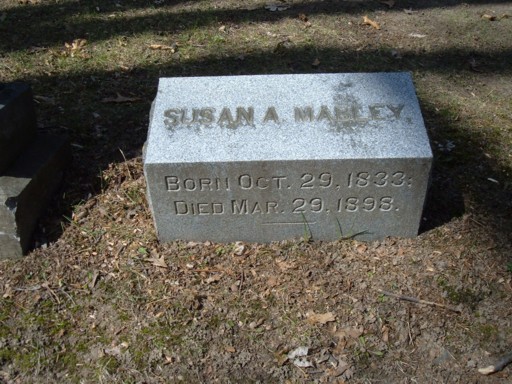 SUSAN A. MANLEY.
BORN OCT. 29, 1833;
DIED MAR. 29, 1898.